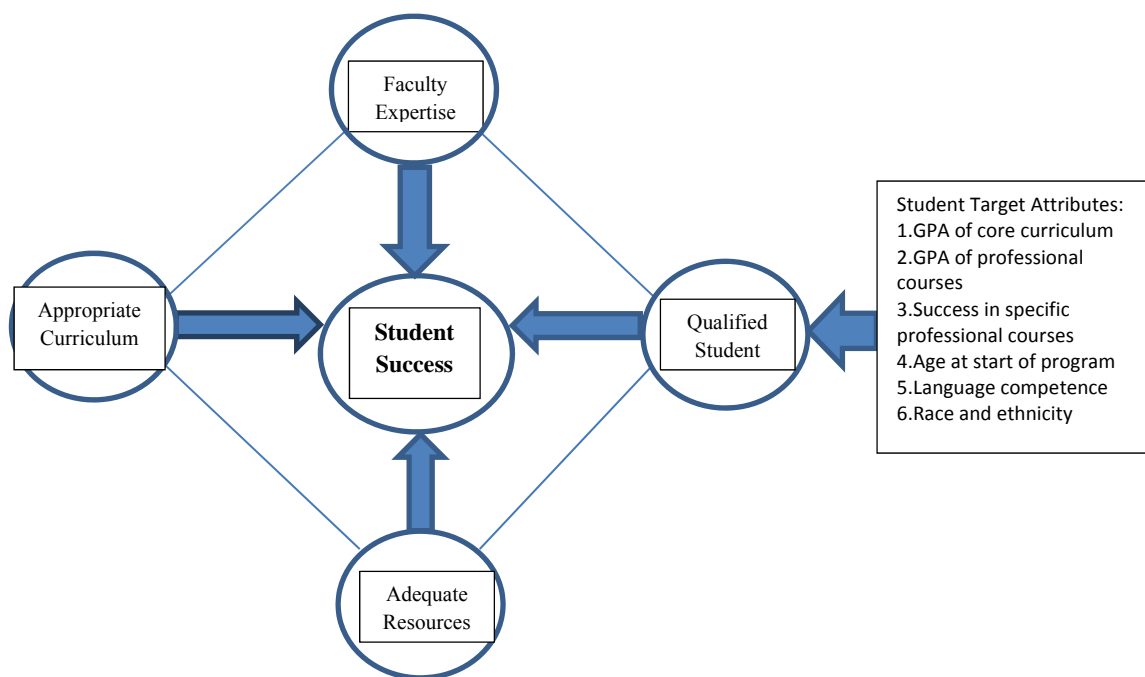 Faculty
Expertise
Appropriate
Curriculum
Student
Success
Qualified
Student
Adequate
Resources
Student Target Attributes:
1.GPA of core curriculum
2.GPA of professional
courses
3.Success in specific
professional courses
4.Age at start of program
5.Language competence
6.Race and ethnicity